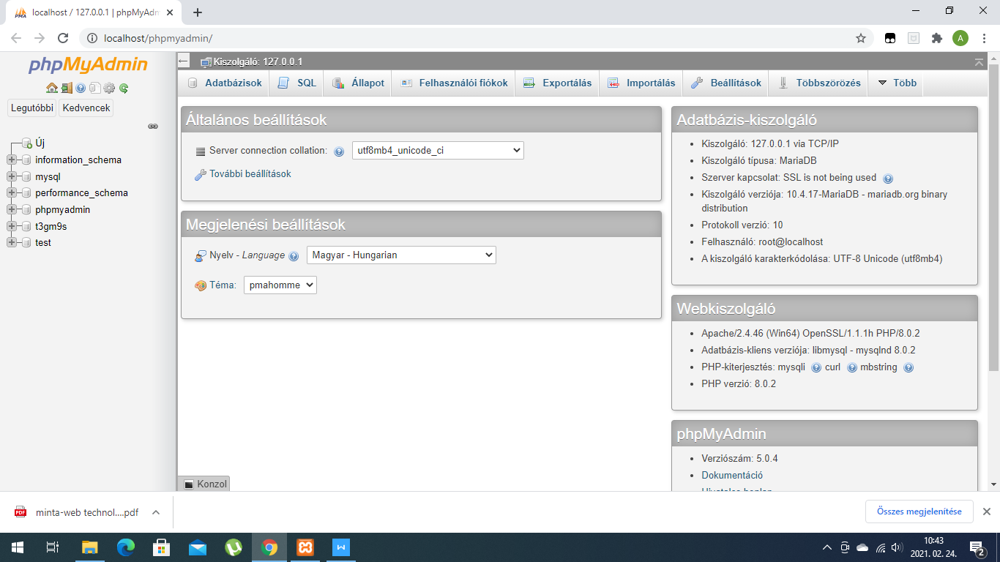 localhost / 127.0.0.1 | phpMyAdm
localhost/phpmyadmin/
A
phpMyAdmin
Legutóbbi
Kedvencek
Új
information_schema
mysql
performance_schema
phpmyadmin
t3gm9s
test
Kiszolgáló: 127.0.0.1
Adatbázisok
SQL
Állapot
Felhasználói fiókok
Exportálás
Importálás
Beállítások
Többszörözés
Több
Általános beállítások
Server connection collation:
utf8mb4_unicode_ci
További beállítások
Megjelenési beállítások
Nyelv - Language
Magyar - Hungarian
Téma:
pmahomme
Adatbázis-kiszolgáló
Kiszolgáló: 127.0.0.1 via TCP/IP
Kiszolgáló típusa: MariaDB
Szerver kapcsolat: SSL is not being used
Kiszolgáló verziója: 10.4.17-MariaDB - mariadb.org binary
distribution
Protokoll verzió: 10
Felhasználó: root@localhost
A kiszolgáló karakterkódolása: UTF-8 Unicode (utf8mb4)
Webkiszolgáló
Apache/2.4.46 (Win64) OpenSSL/1.1.1h PHP/8.0.2
Adatbázis-kliens verziója: libmysql - mysqlnd 8.0.2
PHP-kiterjesztés: mysqli curl mbstring
PHP verzió: 8.0.2
phpMyAdmin
Verziószám: 5.0.4
Dokumentáció
Konzol
PDF
minta-web technol....pdf
Összes megjelenítése
10:43
2021. 02. 24.
2